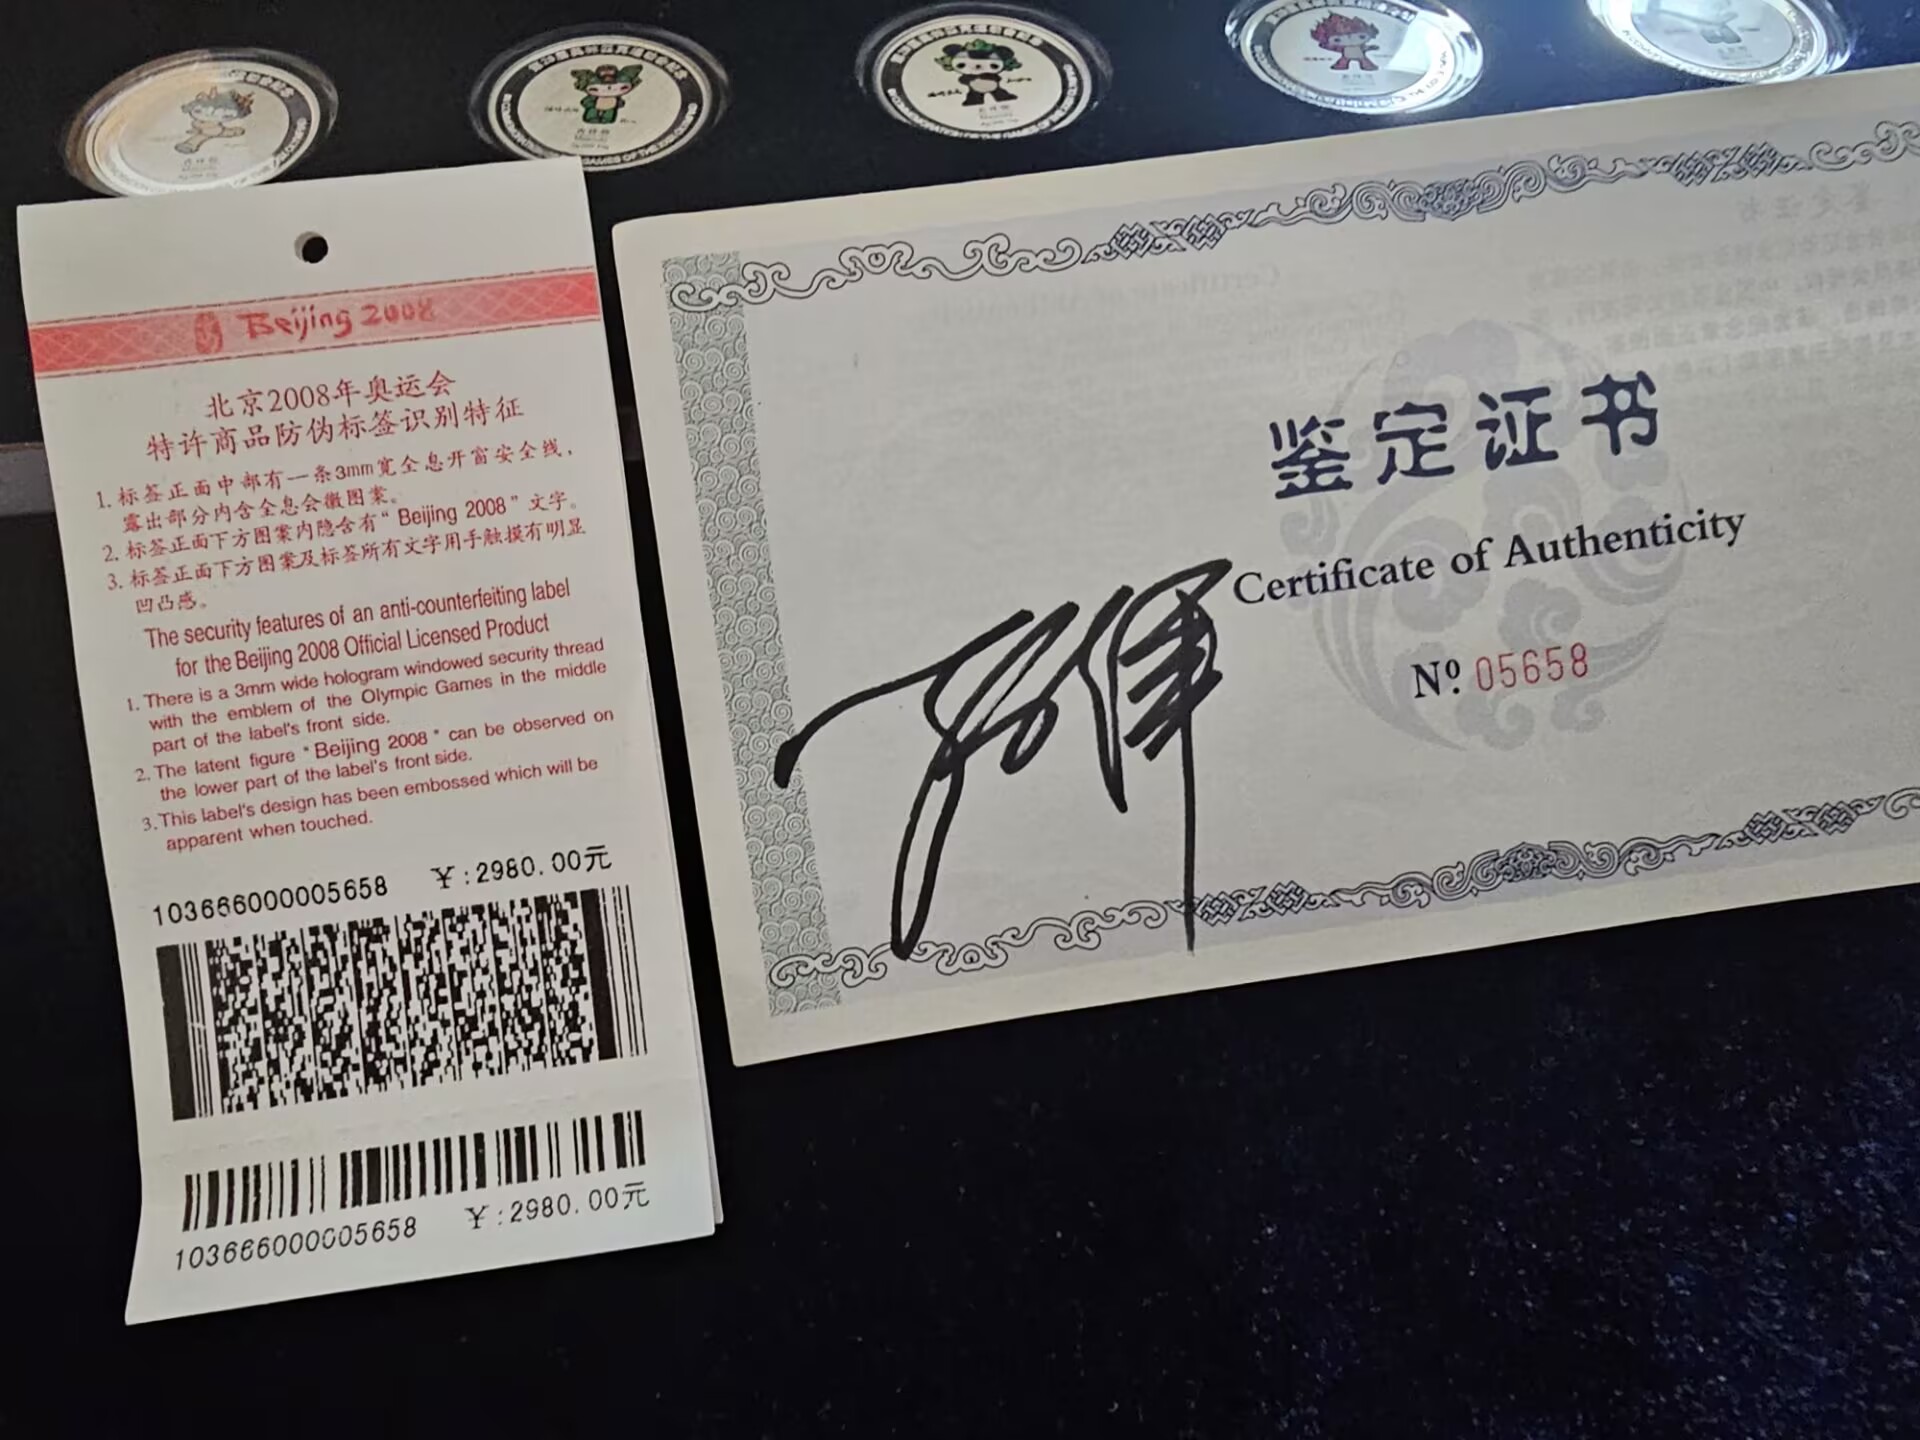 Beijing 2008
北京2008年奥运会
特许商品防伪标签识别特征
1. 标签正面中部有一条3mm宽全息开窗安全线,
露出部分内含全息会徽图案。
2. 标签正面下方图案内隐含有“Beijing 2008”文字。
3. 标签正面下方图案及标签所有文字用手触摸有明显
凹凸感。
The security features of an anti-counterfeiting label
for the Beijing 2008 Official Licensed Product
1. There is a 3mm wide hologram windowed security thread
with the emblem of the Olympic Games in the middle
part of the label's front side.
2. The latent figure "Beijing 2008" can be observed on
the lower part of the label's front side.
3. This label's design has been embossed which will be
apparent when touched.
103666000005658 ¥:2980.00元
103666000005658 ¥:2980.00元
鉴定证书
Certificate of Authenticity
Nº 05658